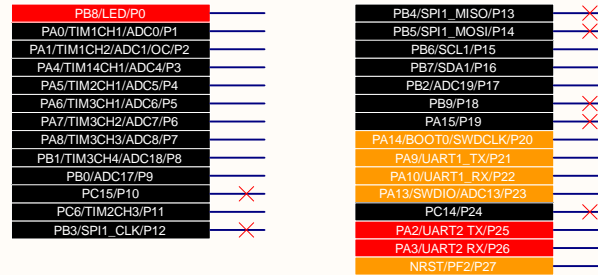 PB8/LED/P0
PA0/TIM1CH1/ADC0/P1
PA1/TIM1CH2/ADC1/OC/P2
PA4/TIM14CH1/ADC4/P3
PA5/TIM2CH1/ADC5/P4
PA6/TIM3CH1/ADC6/P5
PA7/TIM3CH2/ADC7/P6
PA8/TIM3CH3/ADC8/P7
PB1/TIM3CH4/ADC18/P8
PB0/ADC17/P9
PC15/P10
PC6/TIM2CH3/P11
PB3/SPI1_CLK/P12
PB4/SPI1_MISO/P13
PB5/SPI1_MOSI/P14
PB6/SCL1/P15
PB7/SDA1/P16
PB2/ADC19/P17
PB9/P18
PA15/P19
PA14/BOOT0/SWDCLK/P20
PA9/UART1_TX/P21
PA10/UART1_RX/P22
PA13/SWDIO/ADC13/P23
PC14/P24
PA2/UART2 TX/P25
PA3/UART2 RX/P26
NRST/PF2/P27